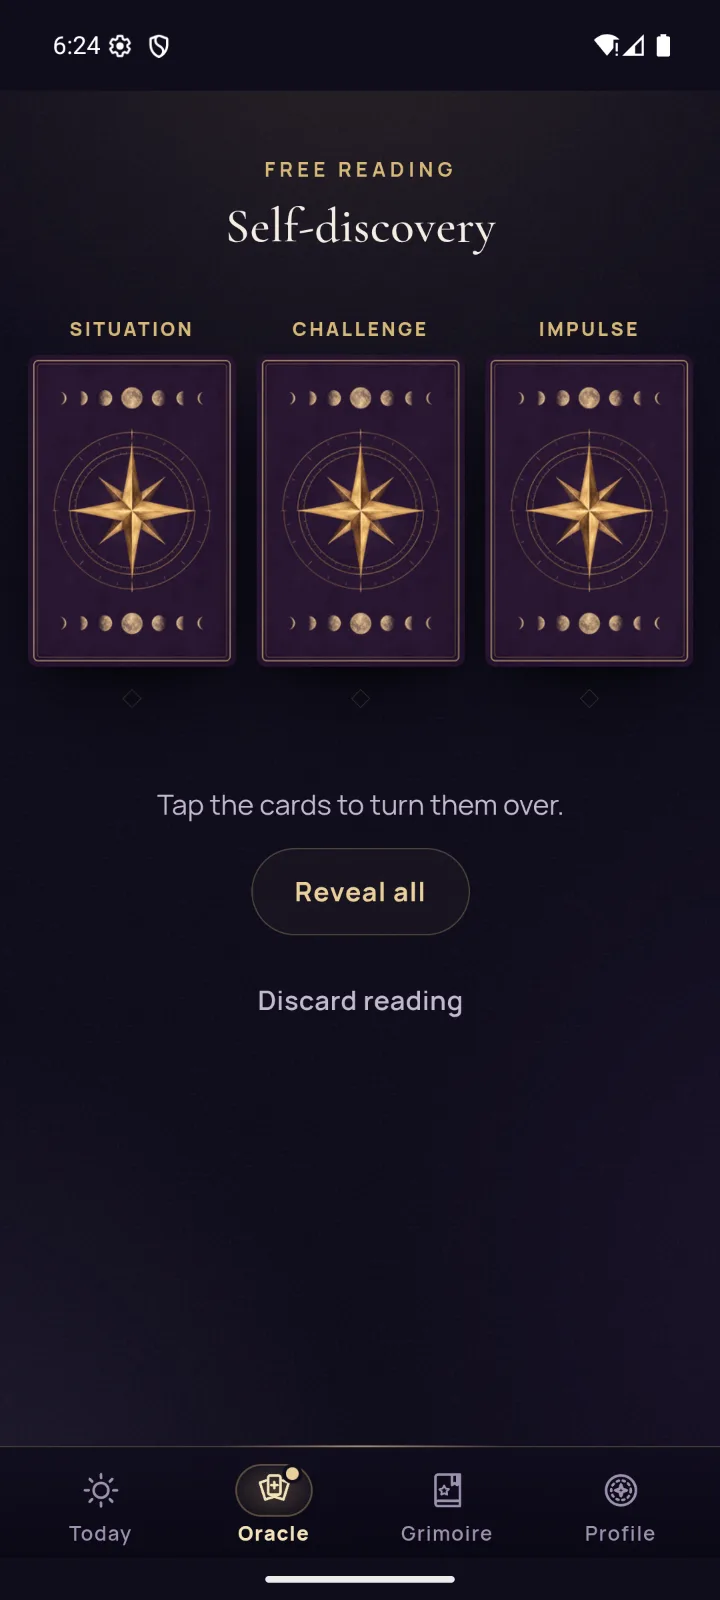 6:24
FREE READING
Self-discovery
SITUATION CHALLENGE IMPULSE
Tap the cards to turn them over.
Reveal all
Discard reading
Today Oracle Grimoire Profile